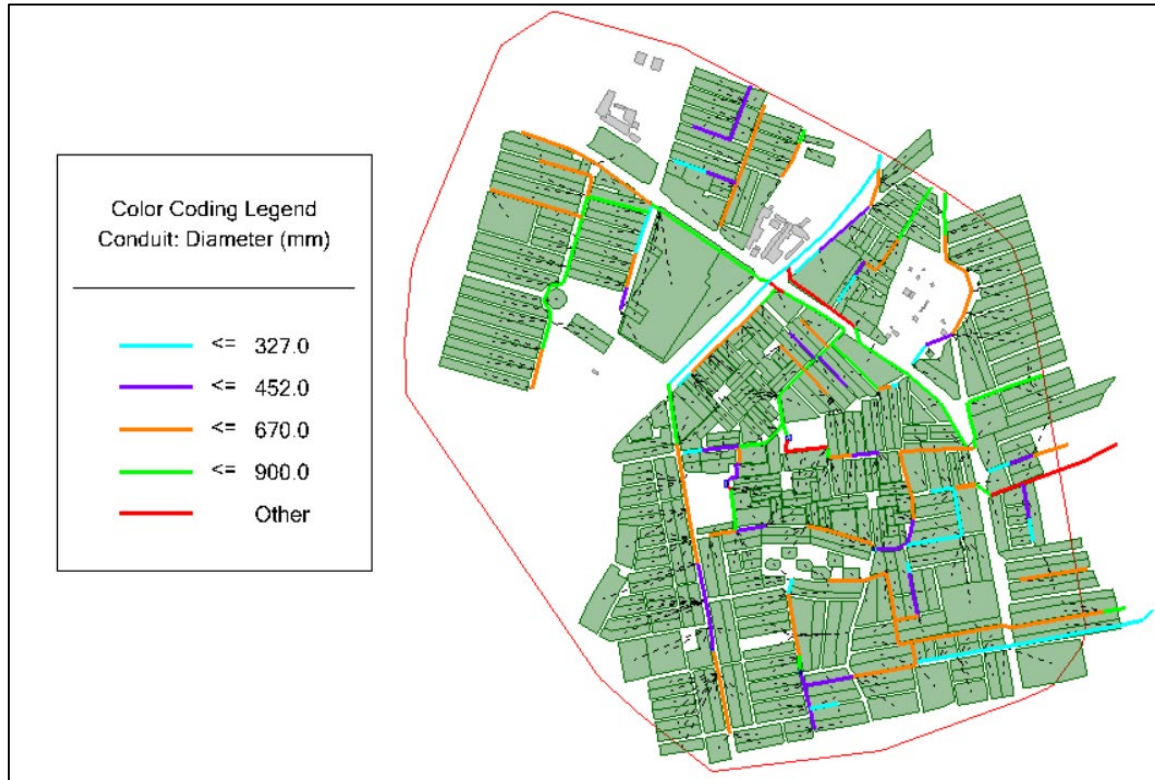 Color Coding Legend
Conduit: Diameter (mm)
<= 327.0
<= 452.0
<= 670.0
<= 900.0
Other